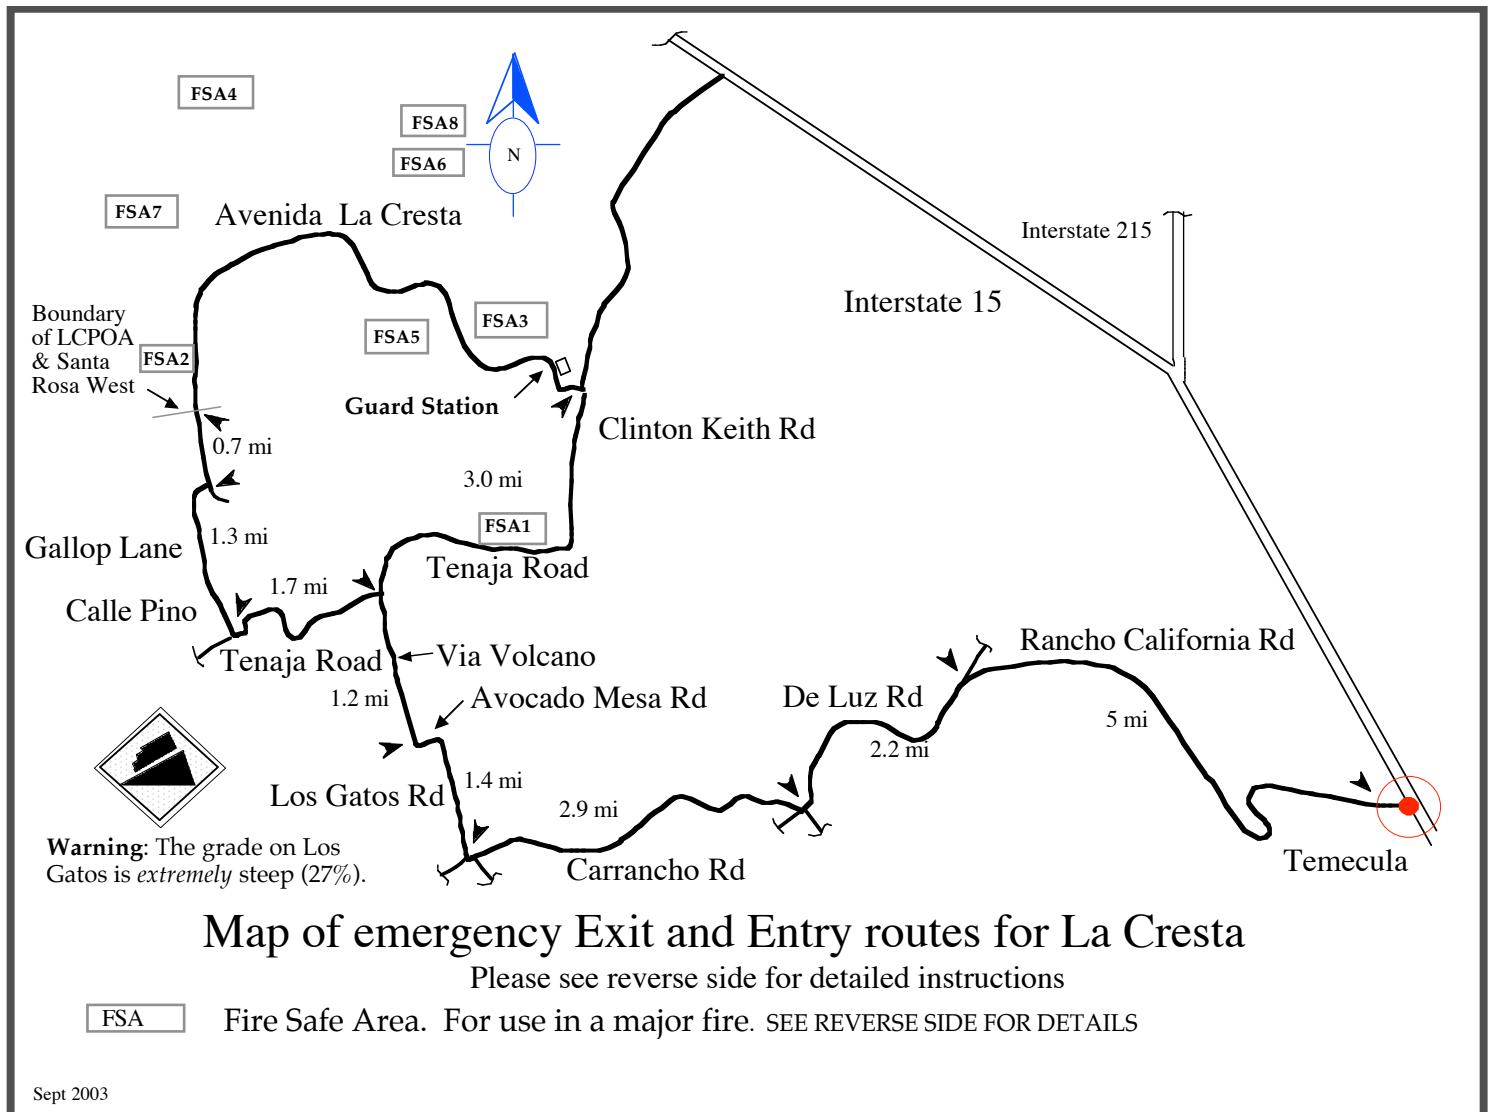 FSA4
FSA8
N
FSA6
FSA7
Avenida La Cresta
Interstate 215
Interstate 15
Boundary
of LCPOA
& Santa
Rosa West
FSA2
FSA3
FSA5
Guard Station
Clinton Keith Rd
0.7 mi
3.0 mi
FSA1
1.3 mi
Gallop Lane
Tenaja Road
1.7 mi
Calle Pino
Tenaja Road
Via Volcano
Rancho California Rd
1.2 mi
Avocado Mesa Rd
De Luz Rd
5 mi
2.2 mi
Los Gatos Rd
1.4 mi
2.9 mi
Carrancho Rd
Temecula
Warning: The grade on Los
Gatos is extremely steep (27%).
Map of emergency Exit and Entry routes for La Cresta
Please see reverse side for detailed instructions
FSA
Fire Safe Area. For use in a major fire. SEE REVERSE SIDE FOR DETAILS
Sept 2003